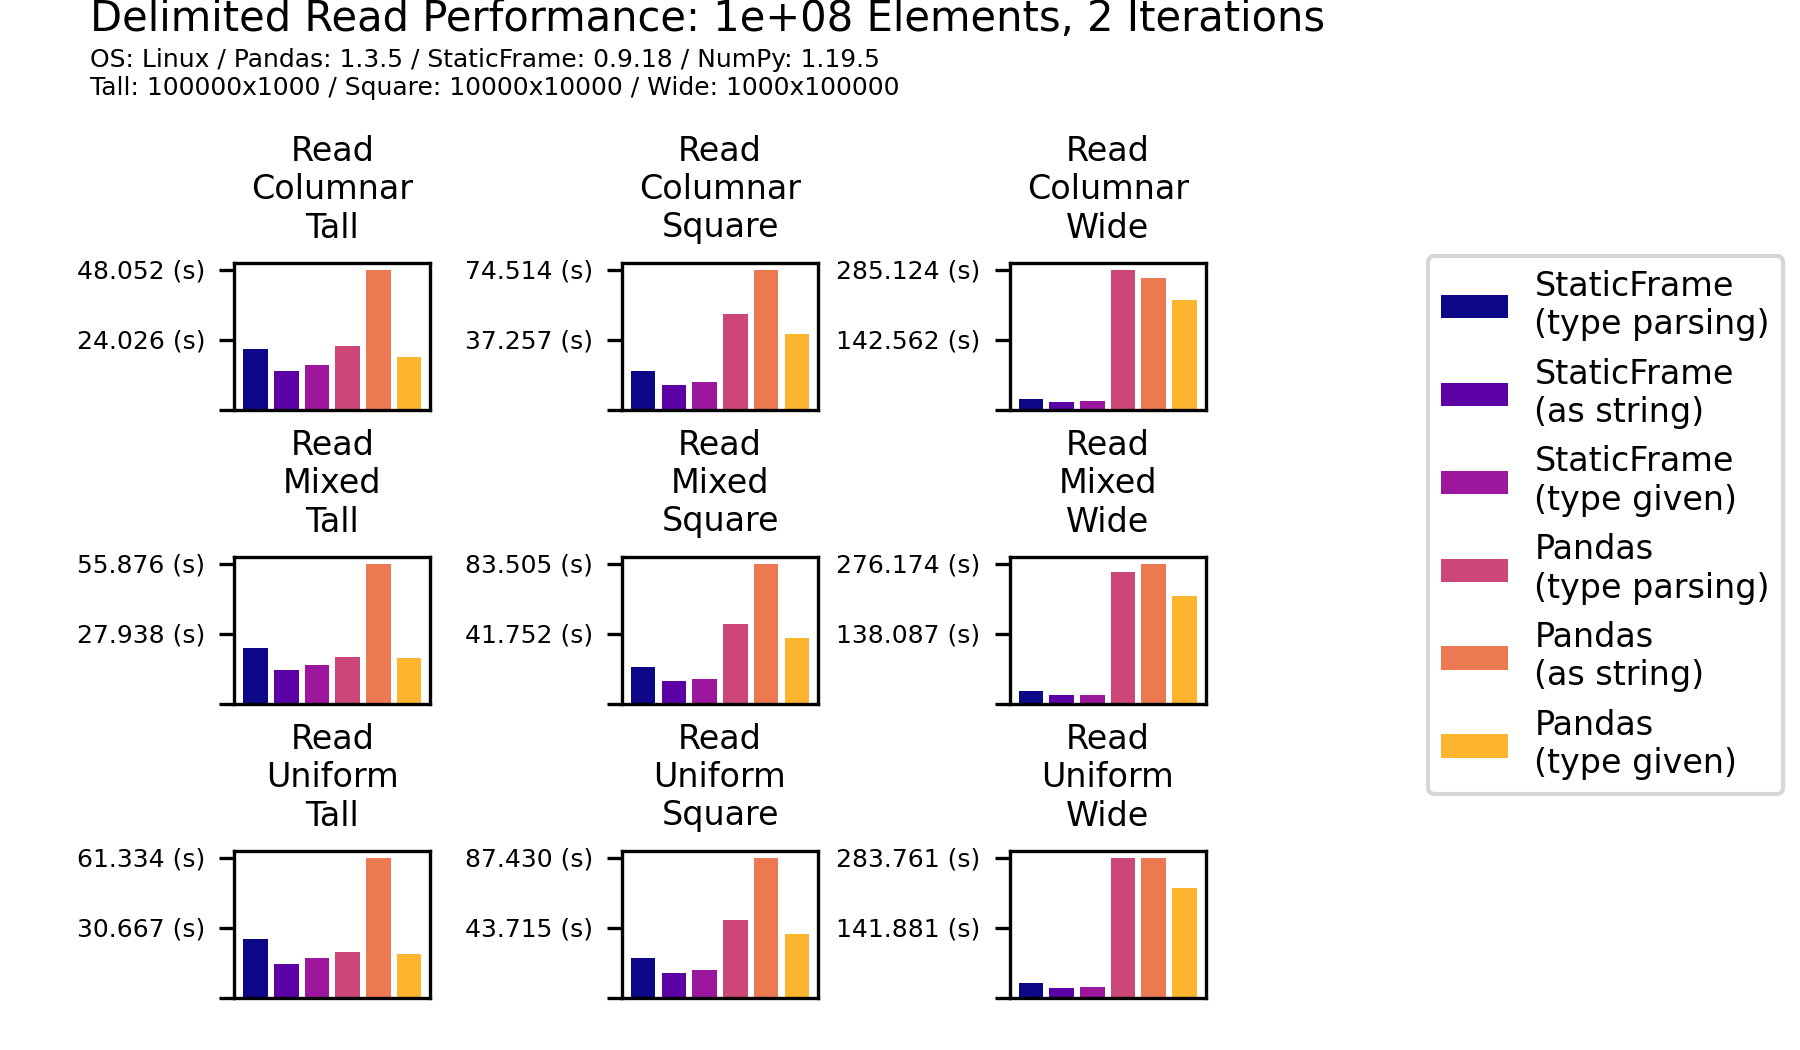 Delimited Read Performance: 1e+08 Elements, 2 Iterations
OS: Linux / Pandas: 1.3.5 / StaticFrame: 0.9.18 / NumPy: 1.19.5
Tall: 100000x1000 / Square: 10000x10000 / Wide: 1000x100000
Read
Columnar
Tall
48.052 (s)
24.026 (s)
Read
Columnar
Square
74.514 (s)
37.257 (s)
Read
Columnar
Wide
285.124 (s)
142.562 (s)
Read
Mixed
Tall
55.876 (s)
27.938 (s)
Read
Mixed
Square
83.505 (s)
41.752 (s)
Read
Mixed
Wide
276.174 (s)
138.087 (s)
Read
Uniform
Tall
61.334 (s)
30.667 (s)
Read
Uniform
Square
87.430 (s)
43.715 (s)
Read
Uniform
Wide
283.761 (s)
141.881 (s)
StaticFrame
(type parsing)
StaticFrame
(as string)
StaticFrame
(type given)
Pandas
(type parsing)
Pandas
(as string)
Pandas
(type given)